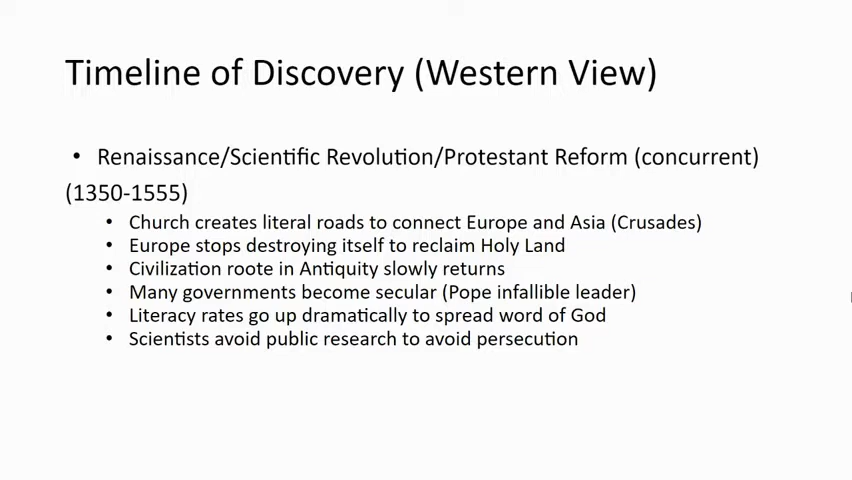 Timeline of Discovery (Western View)
• Renaissance/Scientific Revolution/Protestant Reform (concurrent)
(1350-1555)
• Church creates literal roads to connect Europe and Asia (Crusades)
• Europe stops destroying itself to reclaim Holy Land
• Civilization roote in Antiquity slowly returns
• Many governments become secular (Pope infallible leader)
• Literacy rates go up dramatically to spread word of God
• Scientists avoid public research to avoid persecution